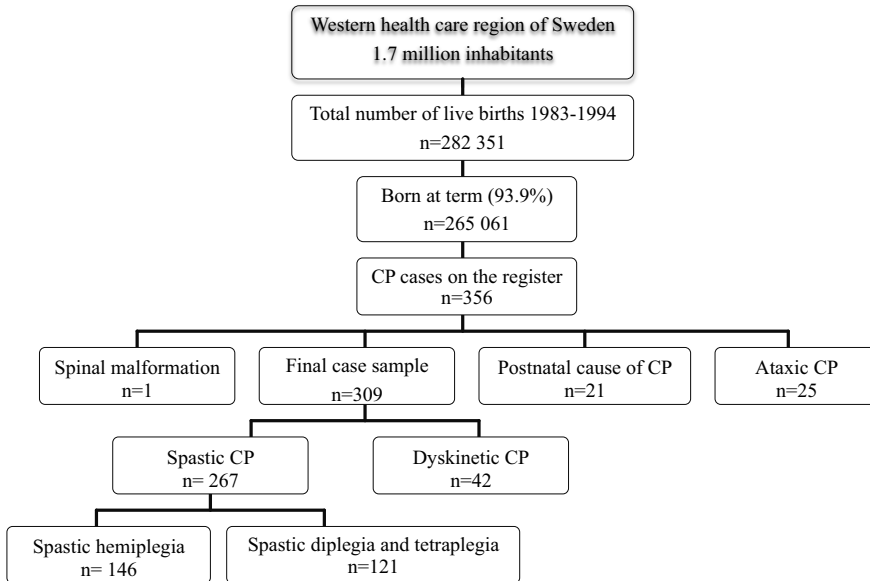 Western health care region of Sweden
1.7 million inhabitants
Total number of live births 1983-1994
n=282 351
Born at term (93.9%)
n=265 061
CP cases on the register
n=356
Spinal malformation
n=1
Final case sample
n=309
Postnatal cause of CP
n=21
Ataxic CP
n=25
Spastic CP
n= 267
Dyskinetic CP
n=42
Spastic hemiplegia
n= 146
Spastic diplegia and tetraplegia
n=121